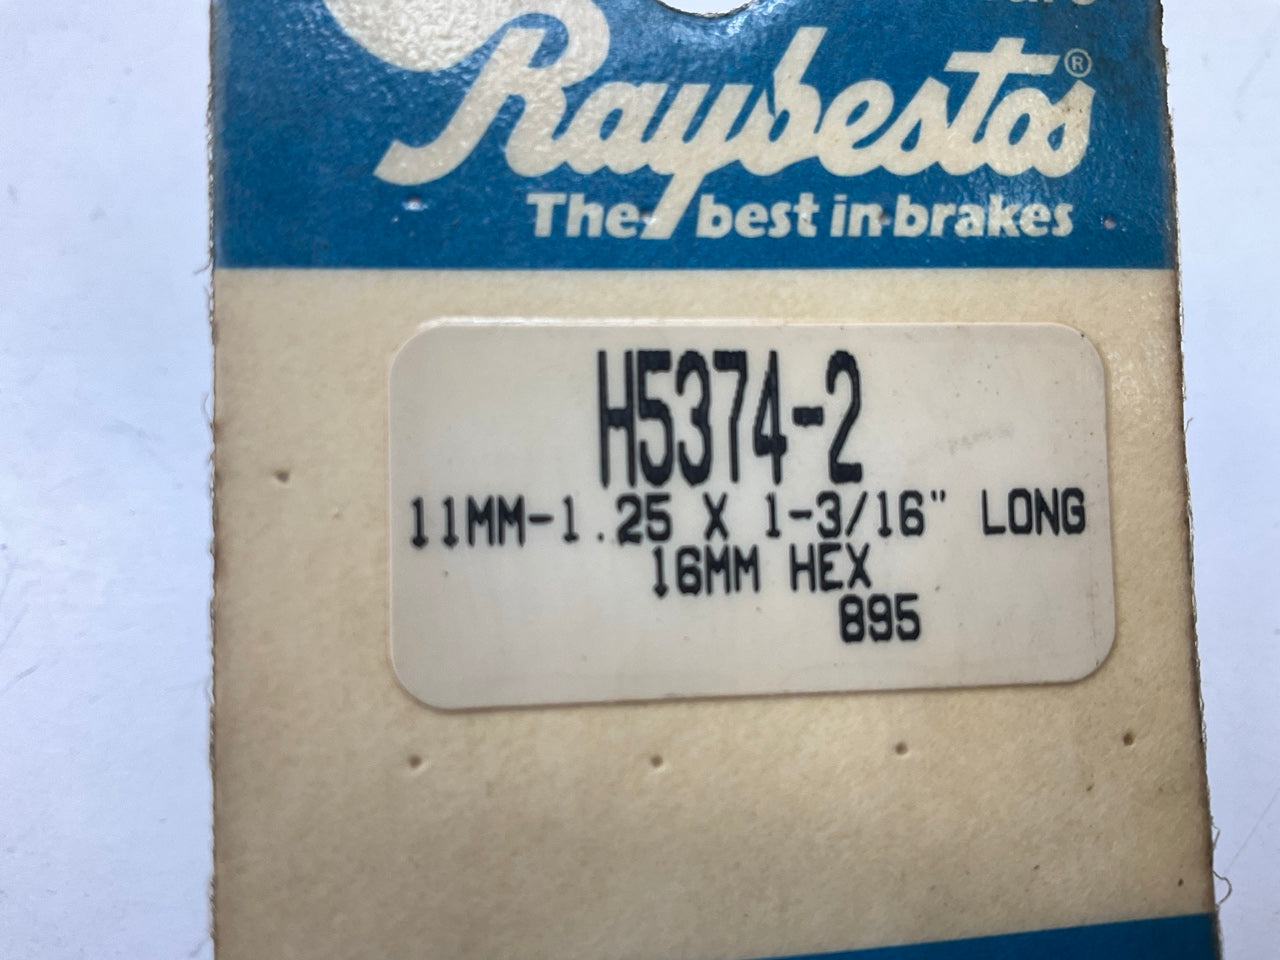 Raybestos®
The best in brakes
H5374-2
11MM-1.25 X 1-3/16" LONG
16MM HEX
895